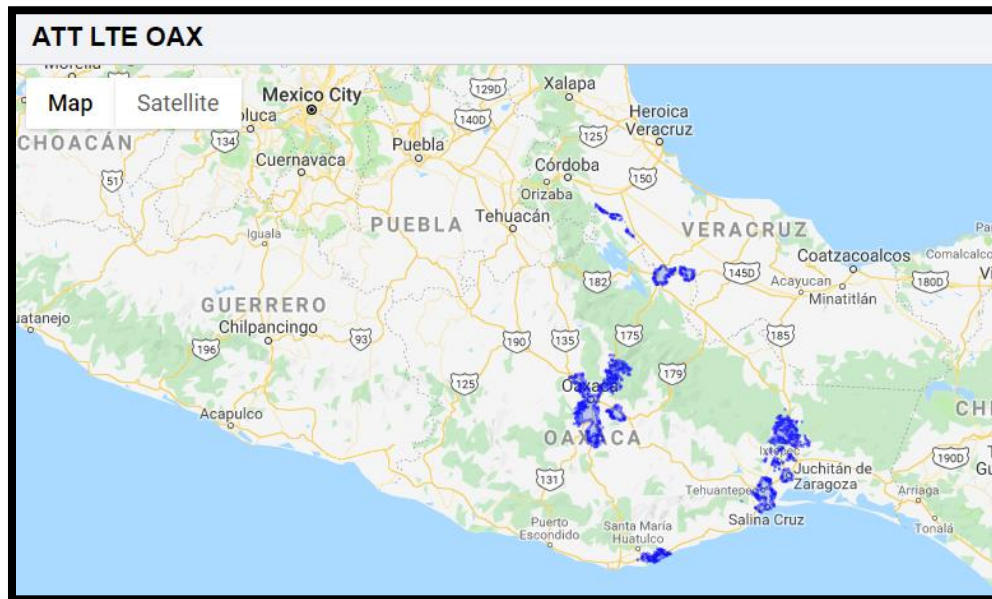 ATT LTE OAX
Map
Satellite
Mexico City
Xalapa
129D
140D
Heroica
Veracruz
125
134
CHOACÁN
Puebla
Cuernavaca
Córdoba
150
51
Orizaba
PUEBLA
Tehuacán
VERACRUZ
Iguala
Coatzacoalcos
Comalcalco
182
145D
Acayucan
180D
Minatitlán
GUERRERO
Chilpancingo
93
190
135
175
185
196
179
125
Oaxaca
Acapulco
OAXACA
Ixtepec
190D
131
Juchitán de
Zaragoza
Tehuantepec
Arriaga
Salina Cruz
Puerto
Escondido
Santa María
Huatulco
Tonalá